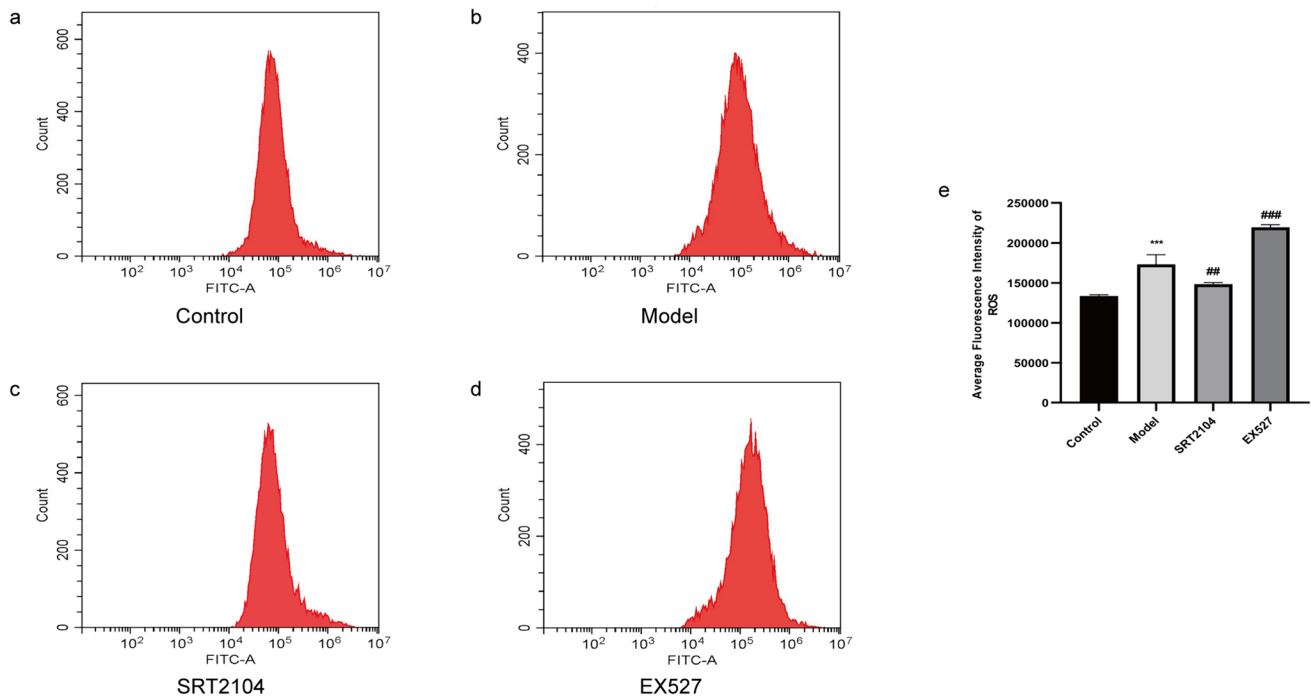 a
600
400
200
0
Count
10²
10³
10⁴
10⁵
10⁶
10⁷
FITC-A
Control
b
400
200
0
Count
10²
10³
10⁴
10⁵
10⁶
10⁷
FITC-A
Model
c
600
400
200
0
Count
10²
10³
10⁴
10⁵
10⁶
10⁷
FITC-A
SRT2104
d
400
200
0
Count
10²
10³
10⁴
10⁵
10⁶
10⁷
FITC-A
EX527
e
Average Fluorescence Intensity of
ROS
250000
200000
150000
100000
50000
0
***
##
###
Control
Model
SRT2104
EX527